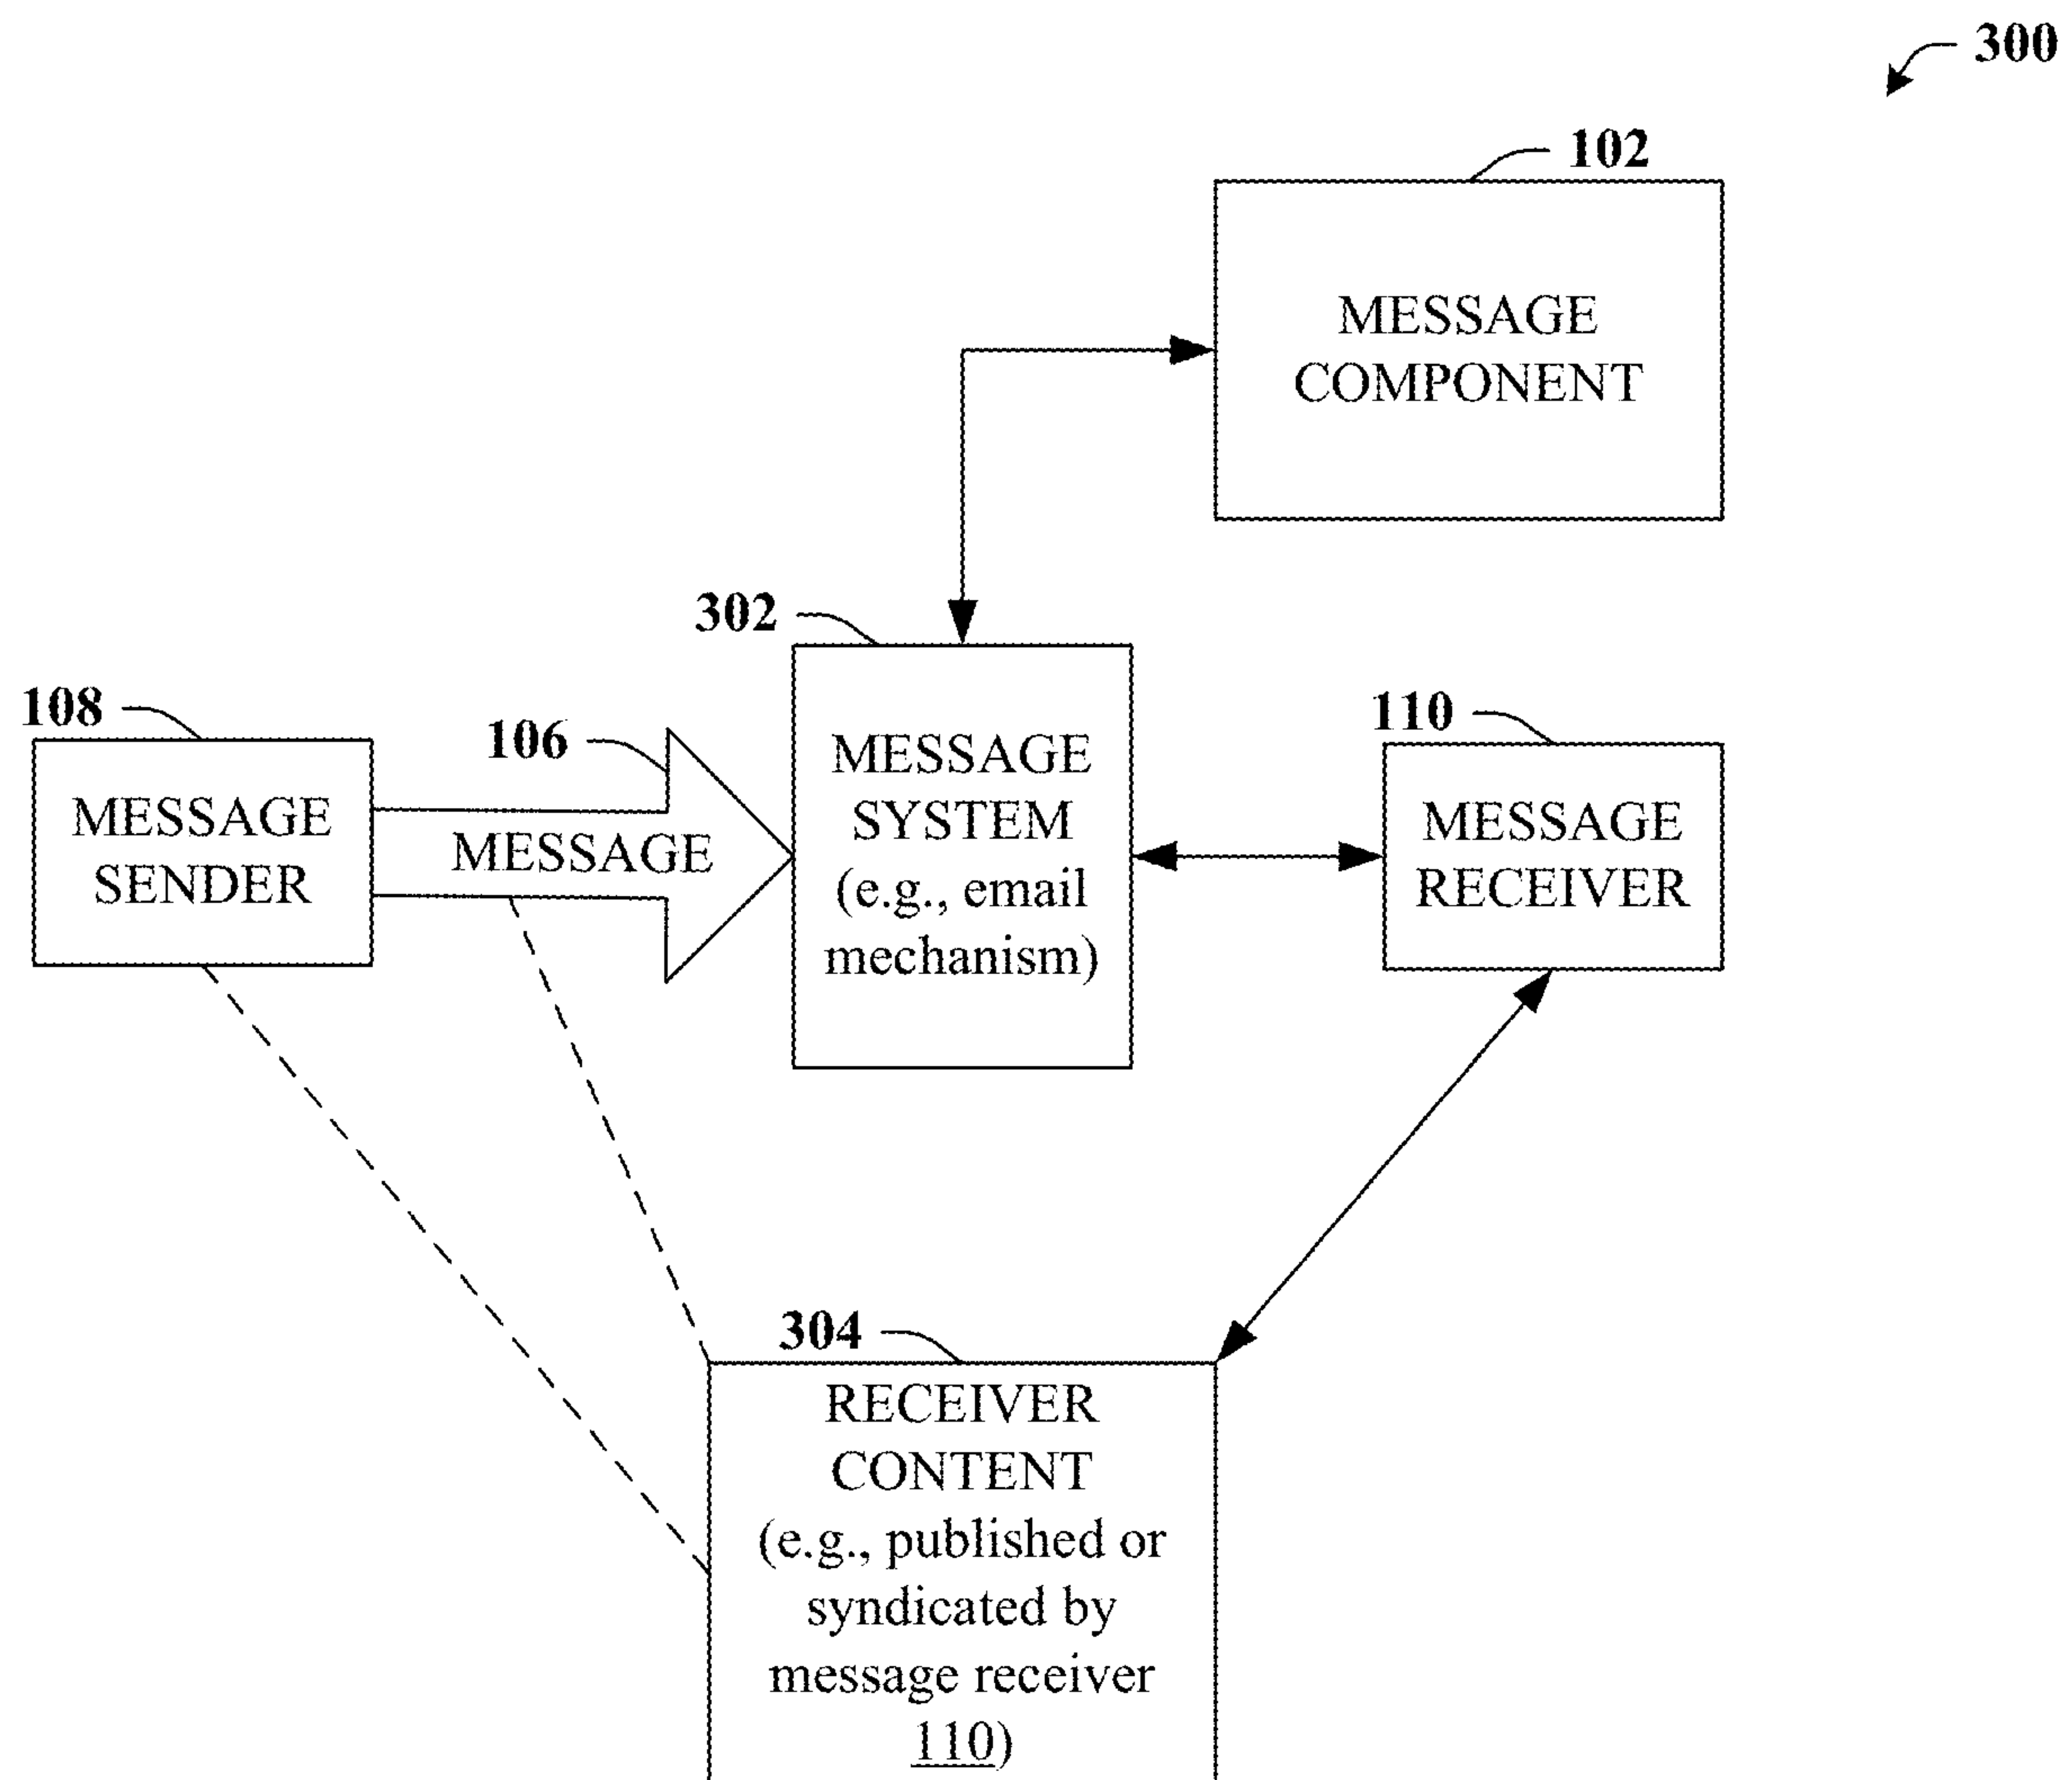 300
102
MESSAGE
COMPONENT
302
108
106
110
MESSAGE
SENDER
MESSAGE
MESSAGE
SYSTEM
(e.g., email
mechanism)
MESSAGE
RECEIVER
304
RECEIVER
CONTENT
(e.g., published or
syndicated by
message receiver
110)